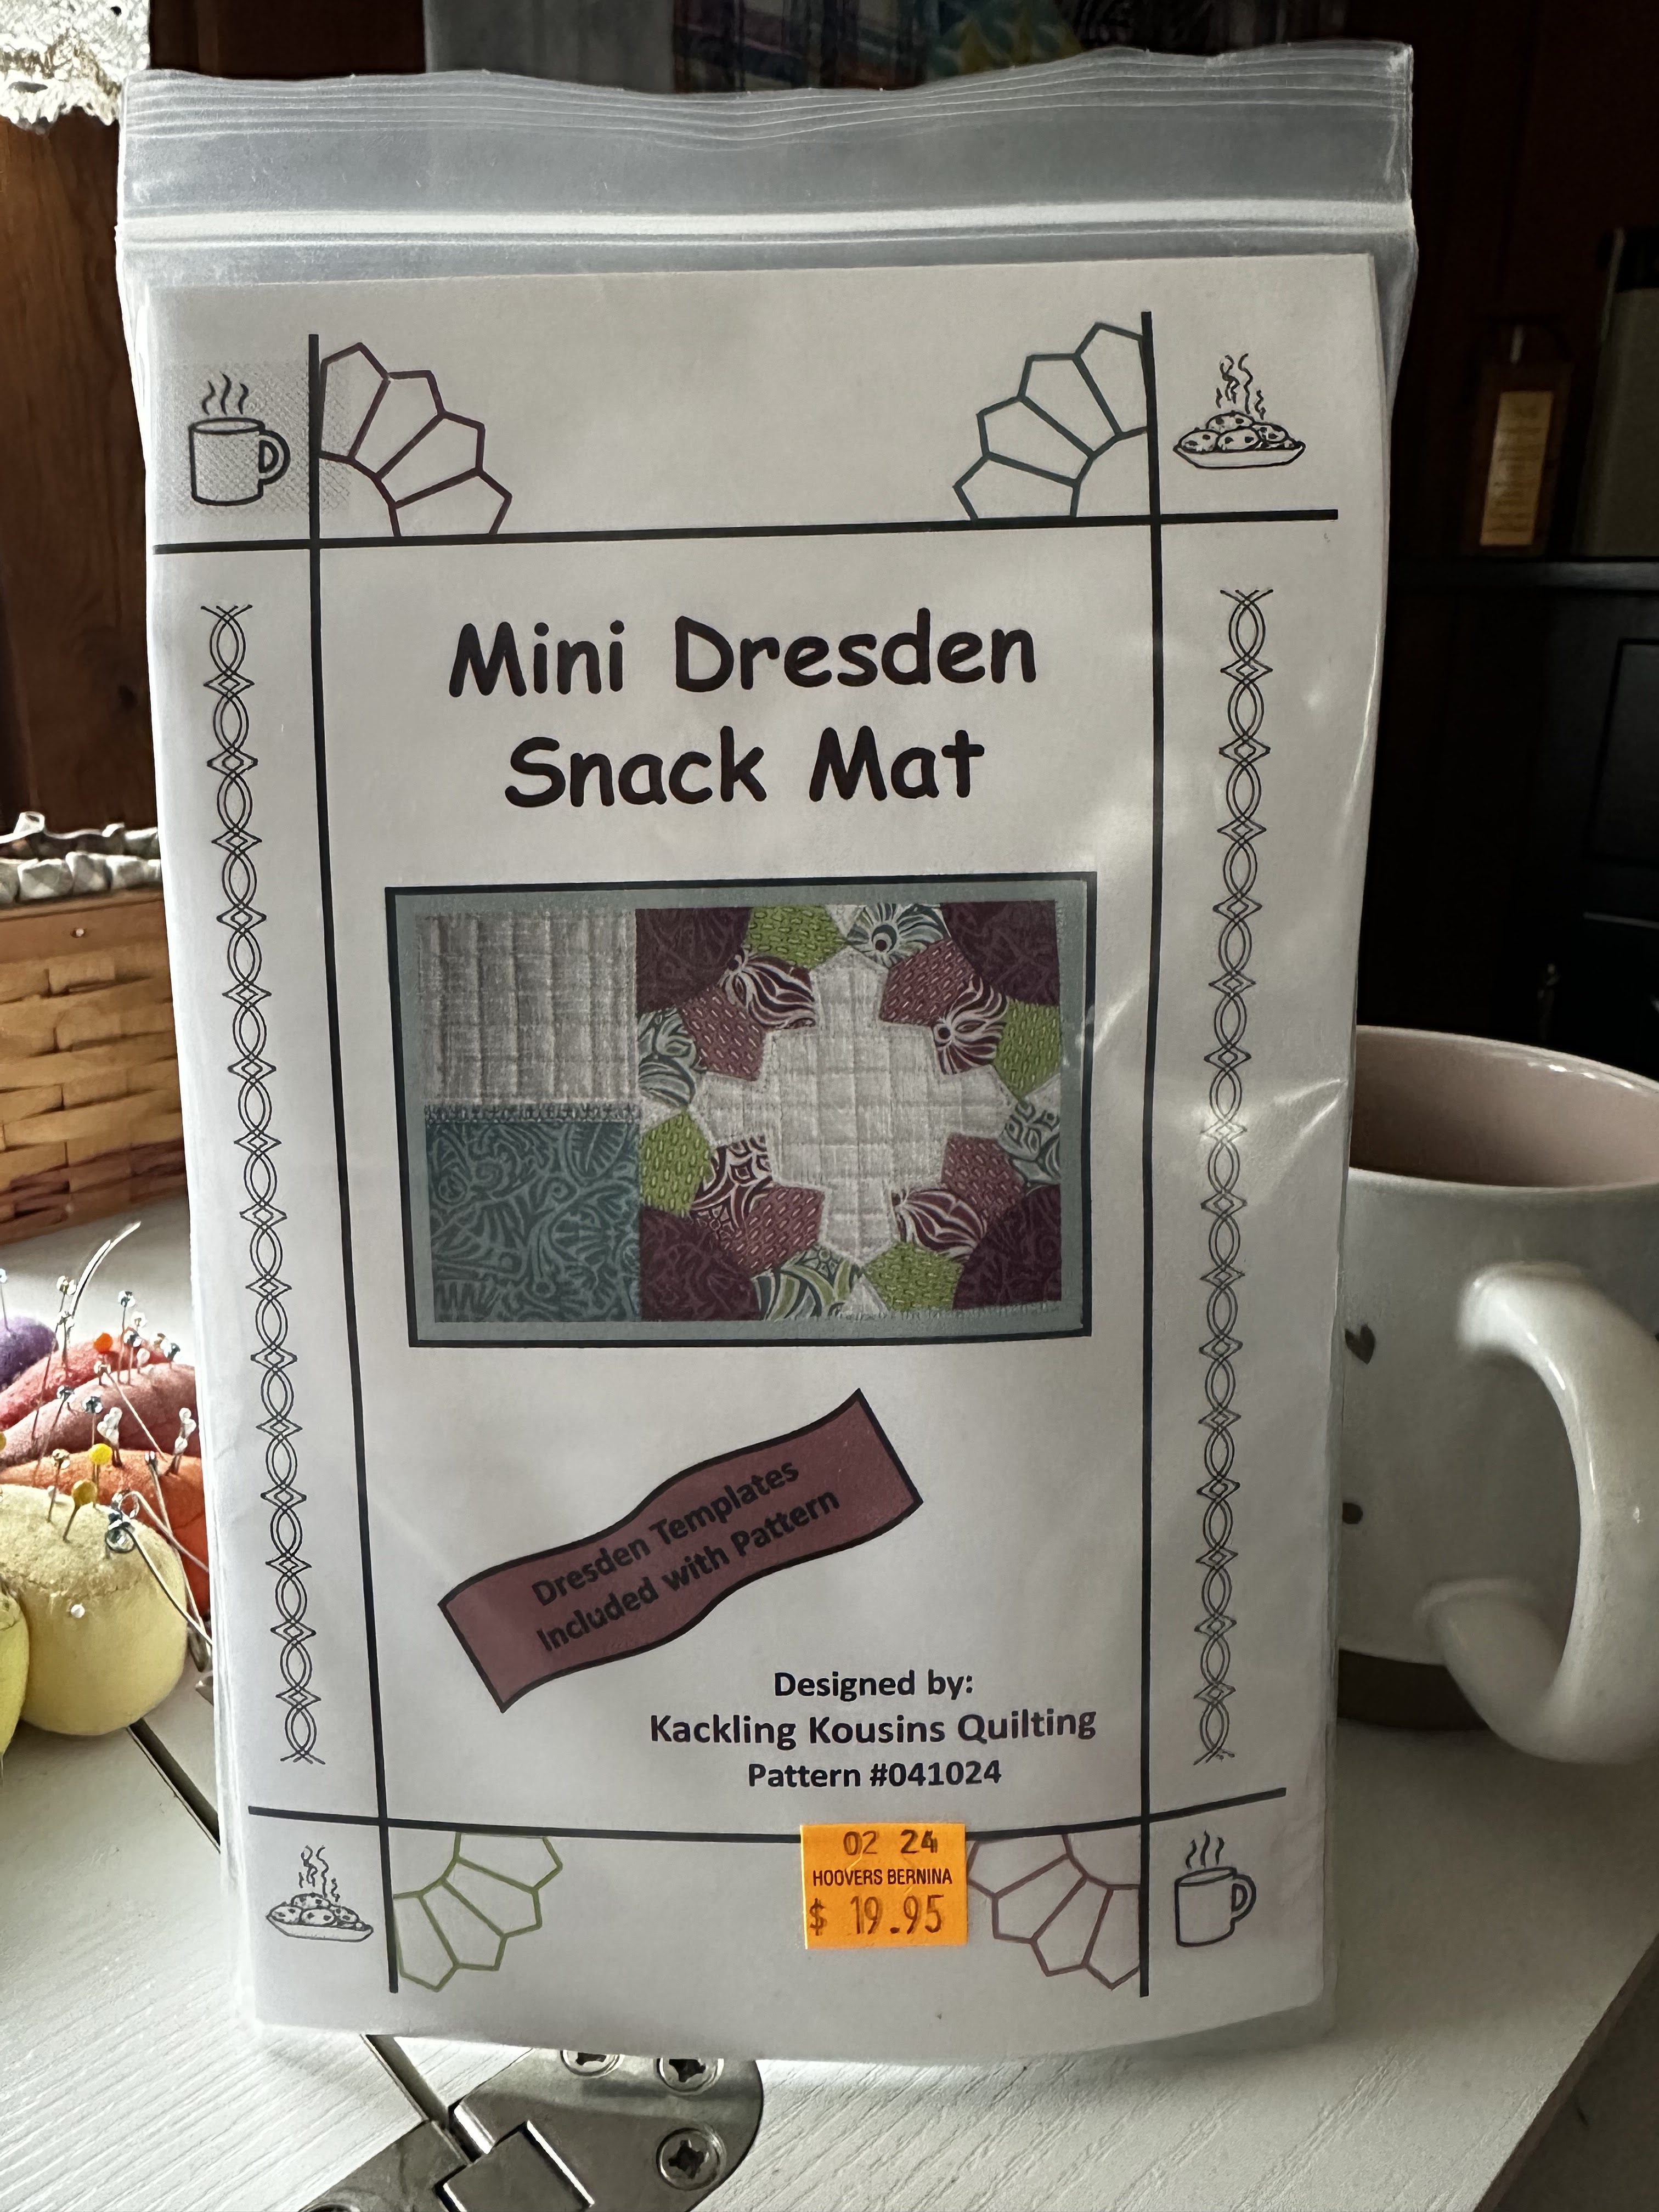 Mini Dresden
Snack Mat
Dresden Templates
Included with Pattern
Designed by:
Kackling Kousins Quilting
Pattern #041024
02 24
HOOVERS BERNINA
$ 19.95